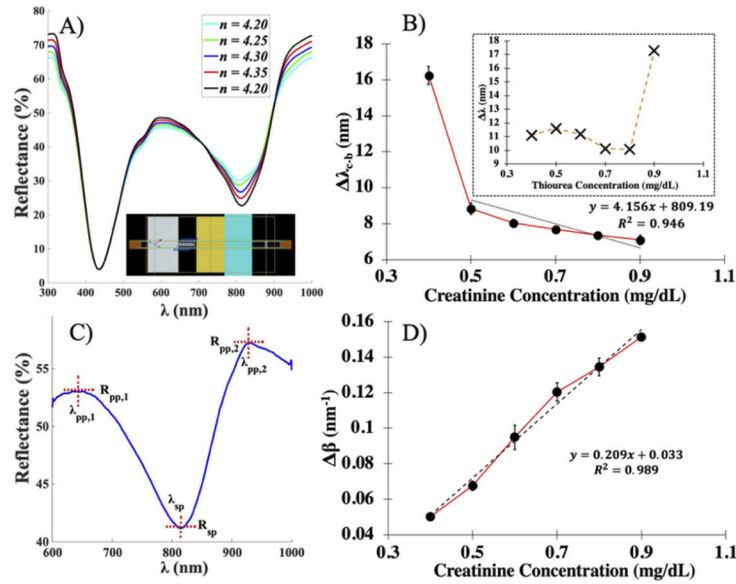 A)
80
70
60
50
40
30
20
10
0
Reflectance (%)
300 400 500 600 700 800 900 1000
λ (nm)
n = 4.20
n = 4.25
n = 4.30
n = 4.35
n = 4.20
B)
18
16
14
12
10
8
6
Δλc-b (nm)
0.3 0.5 0.7 0.9 1.1
Creatinine Concentration (mg/dL)
18
17
16
15
14
13
12
11
10
9
Δλ (nm)
0.3 0.5 0.7 0.9 1.1
Thiourea Concentration (mg/dL)
y = 4.156x + 809.19
R² = 0.946
C)
55
50
45
40
Reflectance (%)
600 700 800 900 1000
λ (nm)
Rpp,1
λpp,1
Rpp,2
λpp,2
λsp
Rsp
D)
0.16
0.14
0.12
0.1
0.08
0.06
0.04
Δβ (nm⁻¹)
0.3 0.5 0.7 0.9 1.1
Creatinine Concentration (mg/dL)
y = 0.209x + 0.033
R² = 0.989